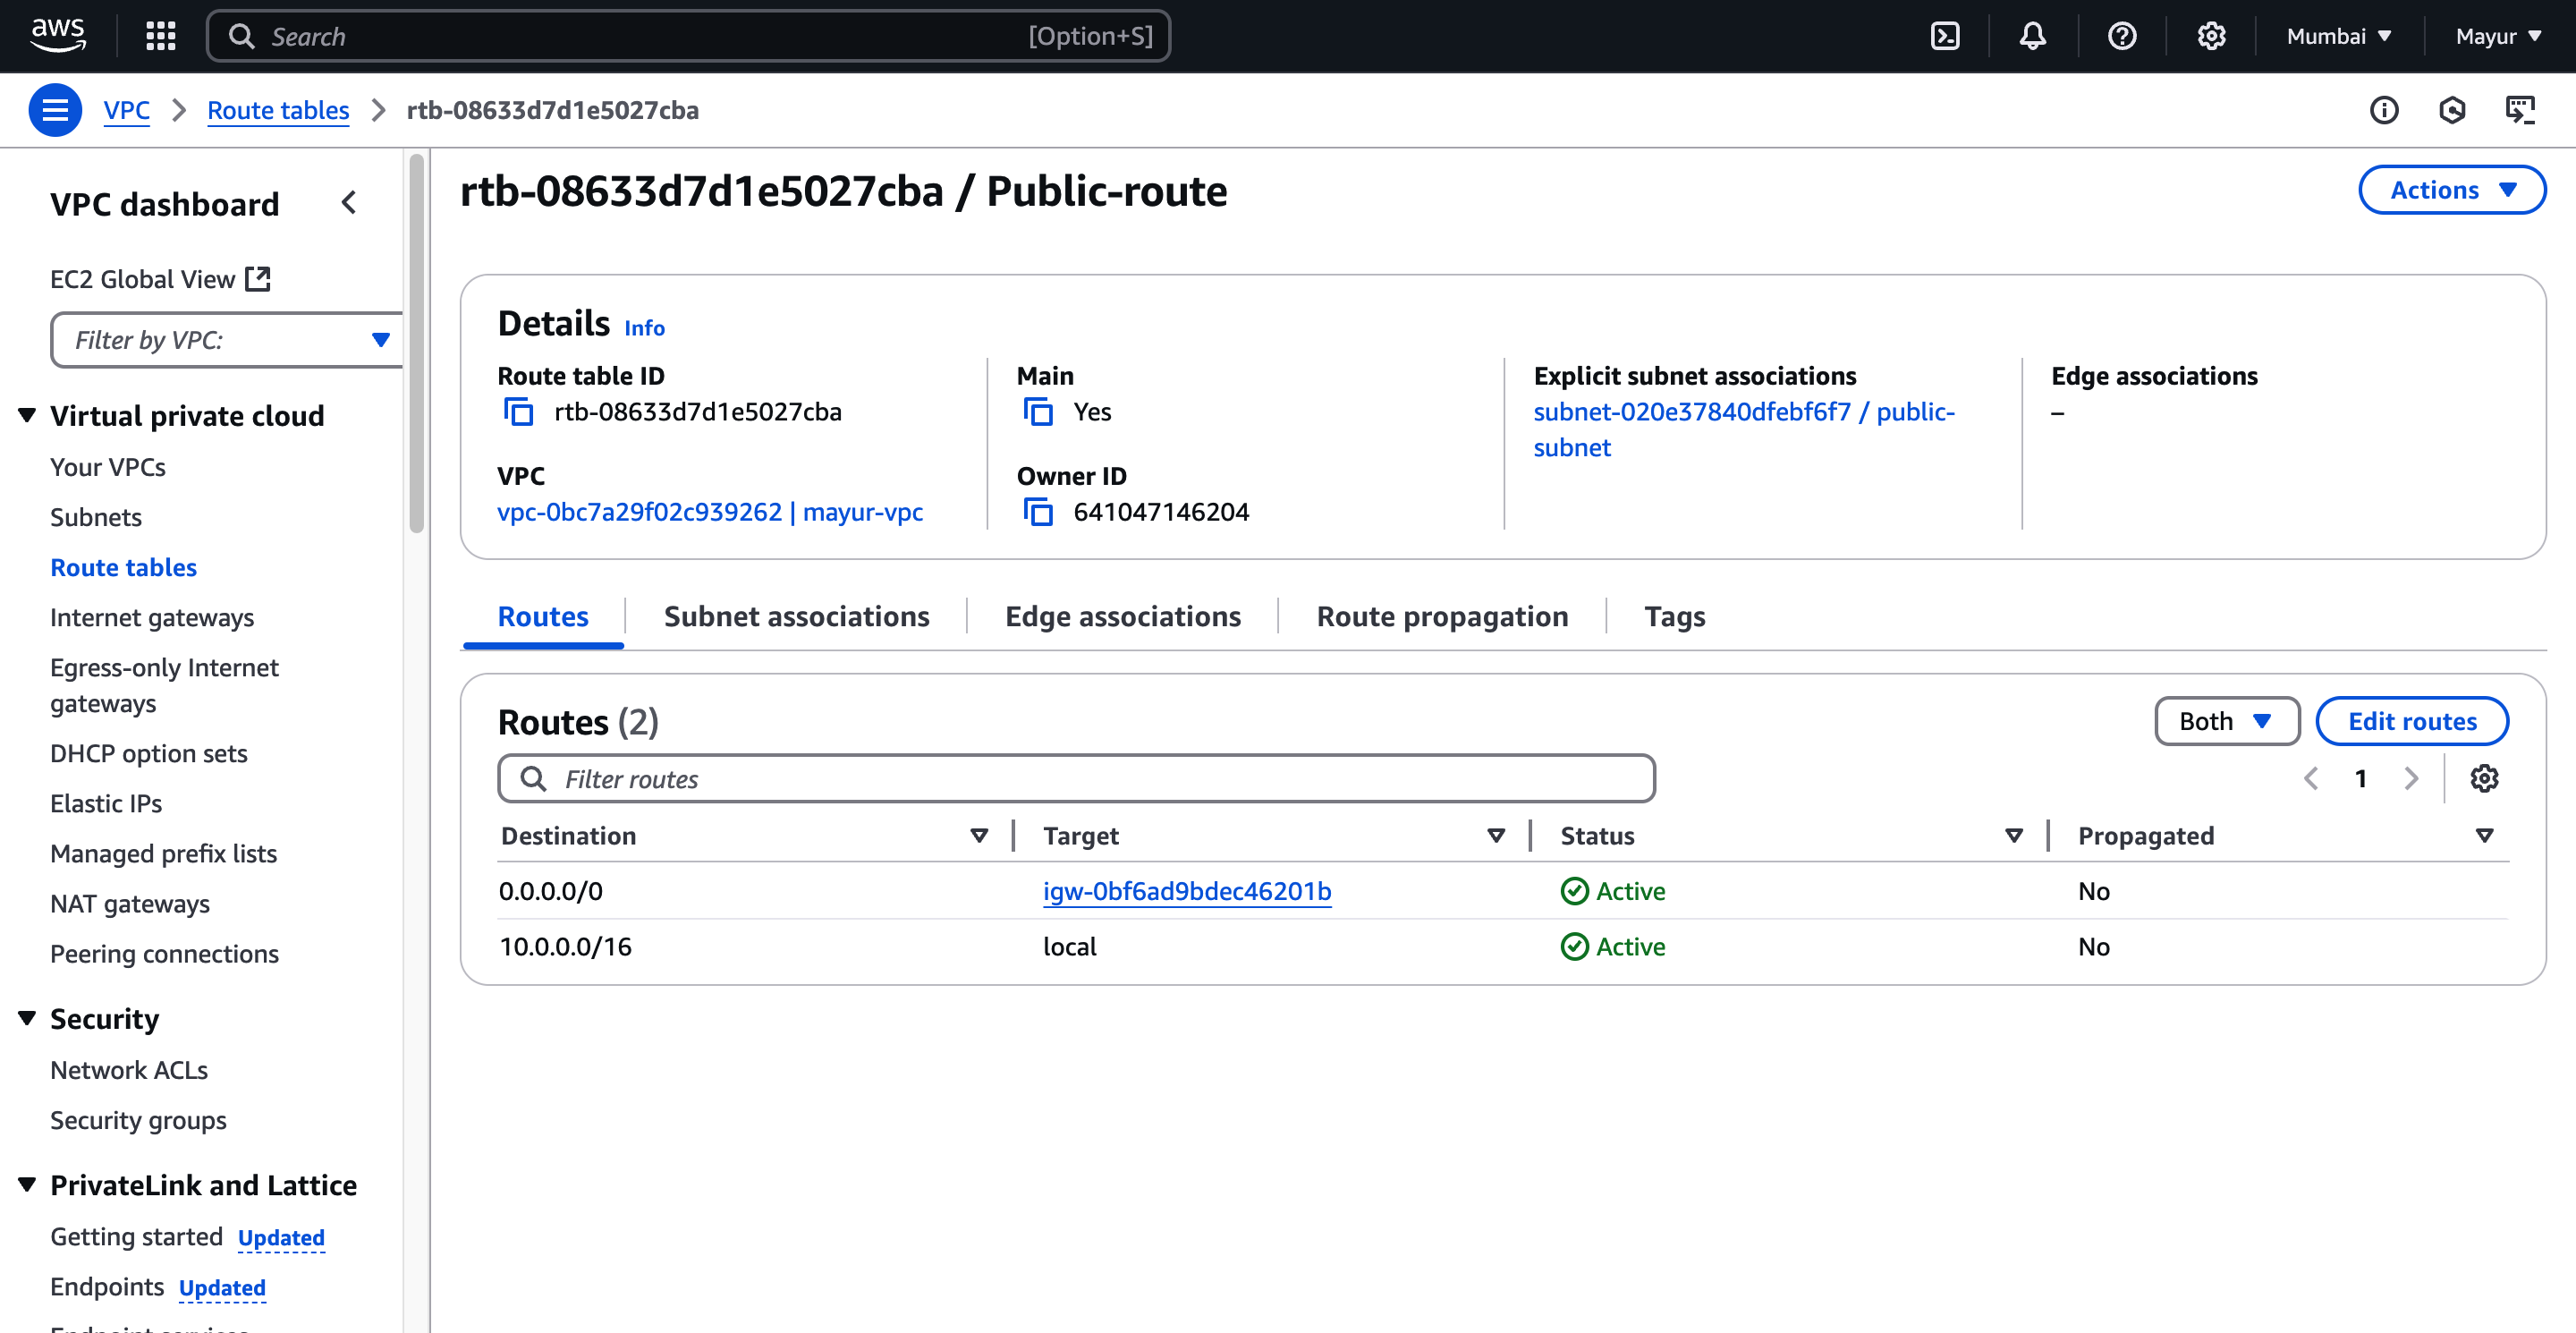 aws
Search [Option+S]
Mumbai
Mayur
VPC
Route tables
rtb-08633d7d1e5027cba
VPC dashboard
EC2 Global View
Filter by VPC:
Virtual private cloud
Your VPCs
Subnets
Route tables
Internet gateways
Egress-only Internet
gateways
DHCP option sets
Elastic IPs
Managed prefix lists
NAT gateways
Peering connections
Security
Network ACLs
Security groups
PrivateLink and Lattice
Getting started Updated
Endpoints Updated
Endpoint services
rtb-08633d7d1e5027cba / Public-route
Actions
Details Info
Route table ID
rtb-08633d7d1e5027cba
VPC
vpc-0bc7a29f02c939262 | mayur-vpc
Main
Yes
Owner ID
641047146204
Explicit subnet associations
subnet-020e37840dfebf6f7 / public-
subnet
Edge associations
–
Routes Subnet associations Edge associations Route propagation Tags
Routes (2)
Both
Edit routes
Filter routes
1
Destination Target Status Propagated
0.0.0.0/0 igw-0bf6ad9bdec46201b Active No
10.0.0.0/16 local Active No